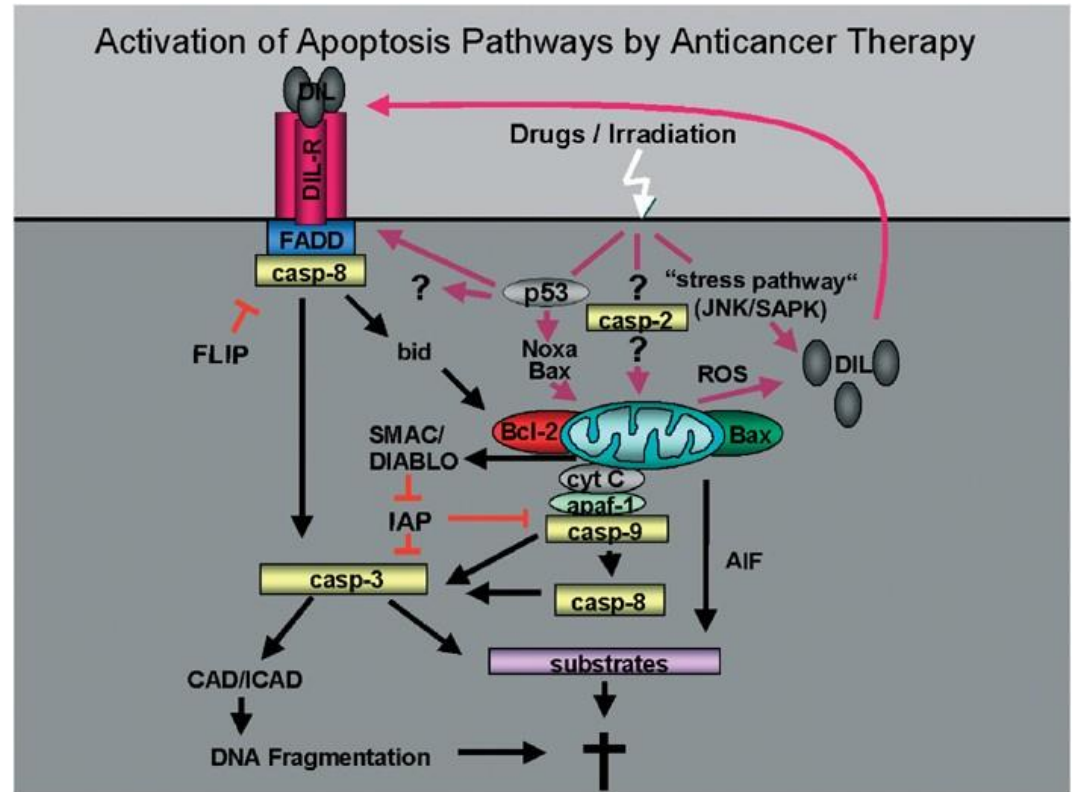 Activation of Apoptosis Pathways by Anticancer Therapy
DIL
Drugs / Irradiation
DIL-R
FADD
casp-8
?
p53
?
“stress pathway“
(JNK/SAPK)
casp-2
FLIP
bid
Noxa
Bax
?
ROS
DIL
Bcl-2
Bax
SMAC/
DIABLO
cyt C
apaf-1
IAP
casp-9
AIF
casp-3
casp-8
substrates
CAD/ICAD
DNA Fragmentation